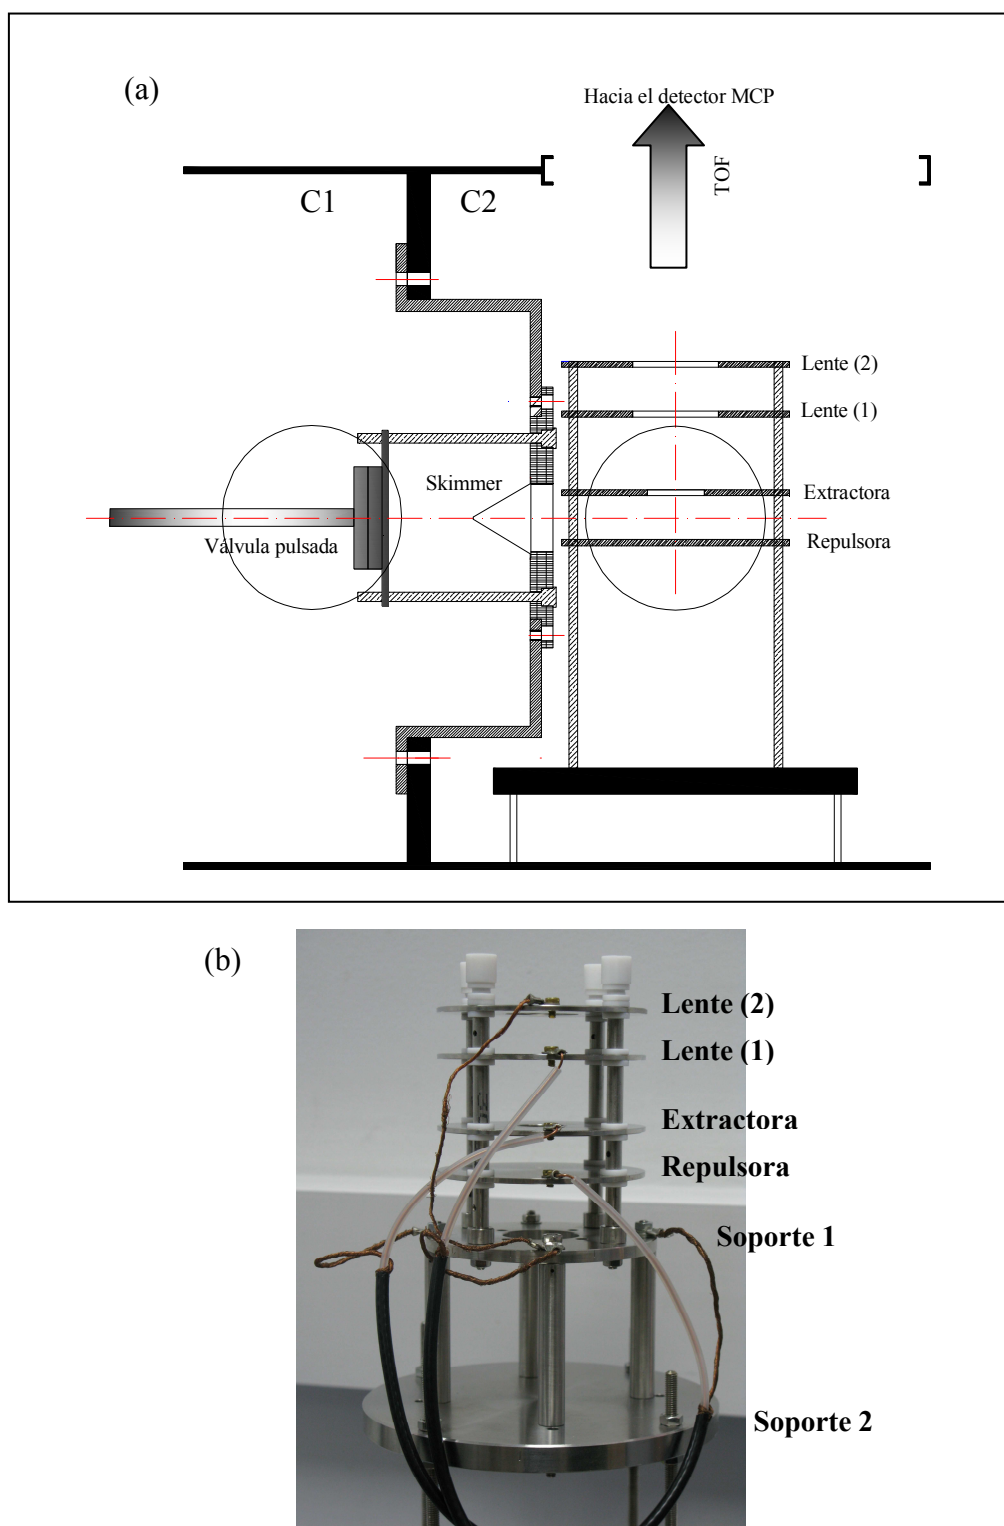 (a)
Hacia el detector MCP
TOF
C1
C2
Lente (2)
Lente (1)
Skimmer
Extractora
Válvula pulsada
Repulsora
(b)
Lente (2)
Lente (1)
Extractora
Repulsora
Soporte 1
Soporte 2